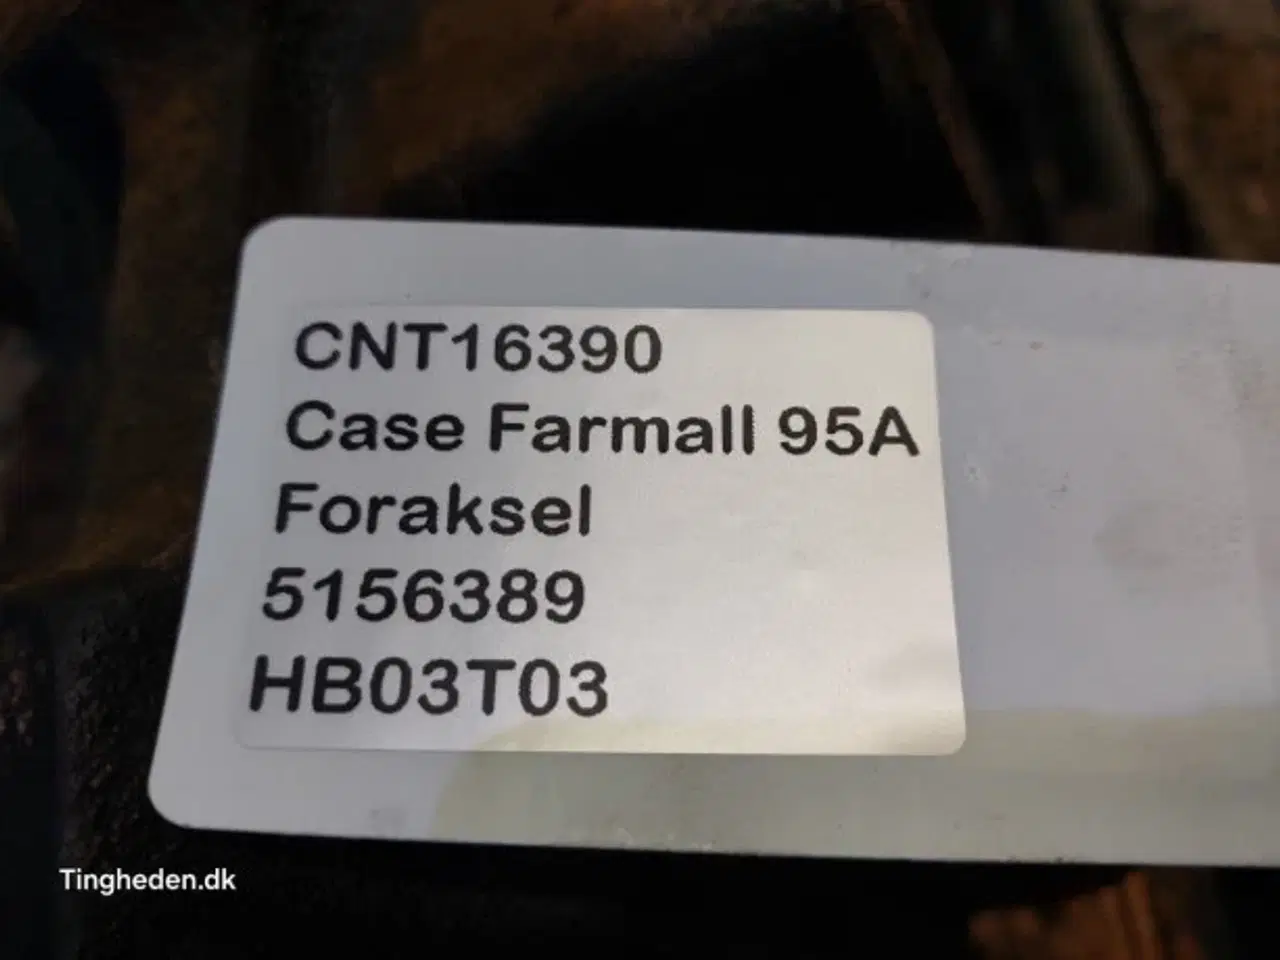 CNT16390
Case Farmall 95A
Foraksel
5156389
HB03T03
Tingheden.dk